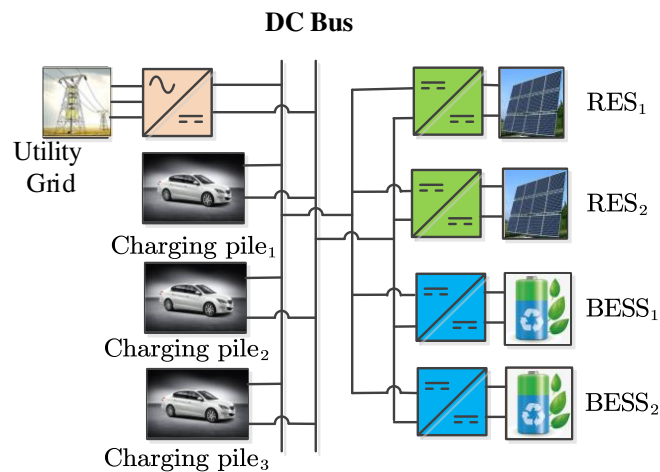 DC Bus
Utility
Grid
Charging pile₁
Charging pile₂
Charging pile₃
RES₁
RES₂
BESS₁
BESS₂